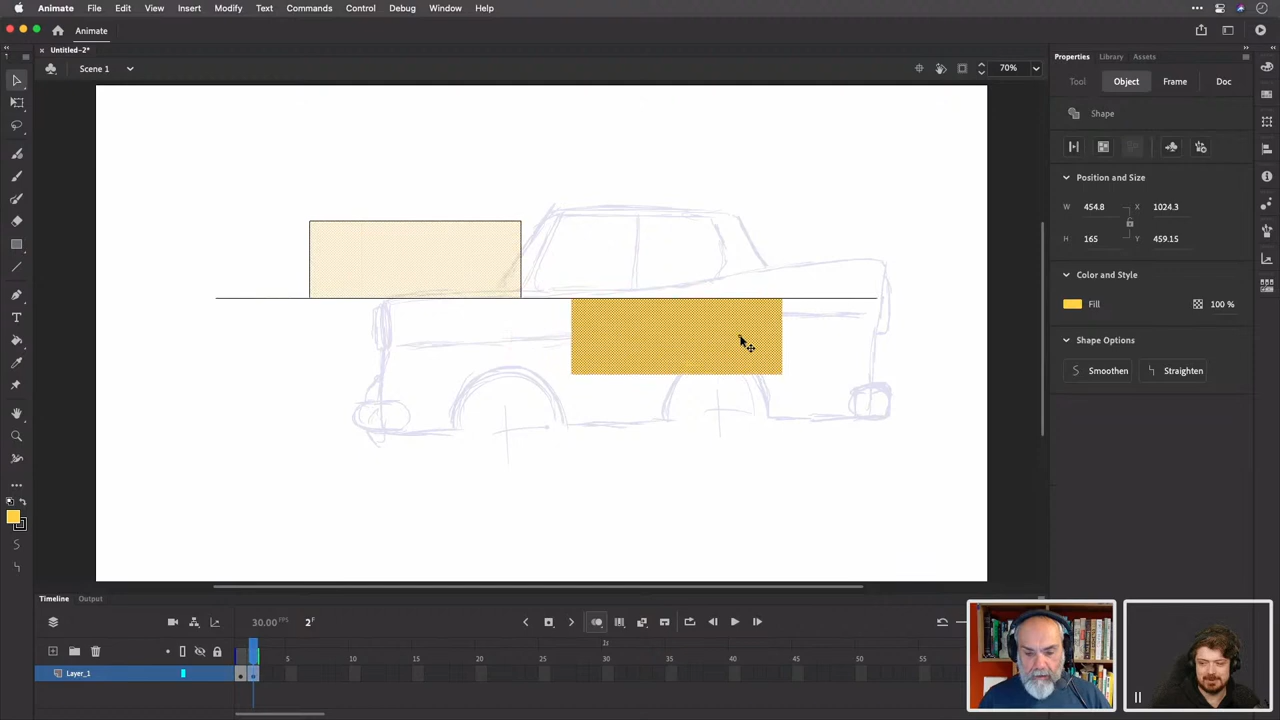 Animate File Edit View Insert Modify Text Commands Control Debug Window Help
Animate
Untitled-2*
Scene 1 70%
Properties Library Assets
Tool Object Frame Doc
Shape
Position and Size
W 454.8 X 1024.3
H 165 Y 459.15
Color and Style
Fill 100 %
Shape Options
Smoothen Straighten
Timeline Output
30.00 FPS 2 F
1s
5 10 15 20 25 30 35 40 45 50 55
Layer_1